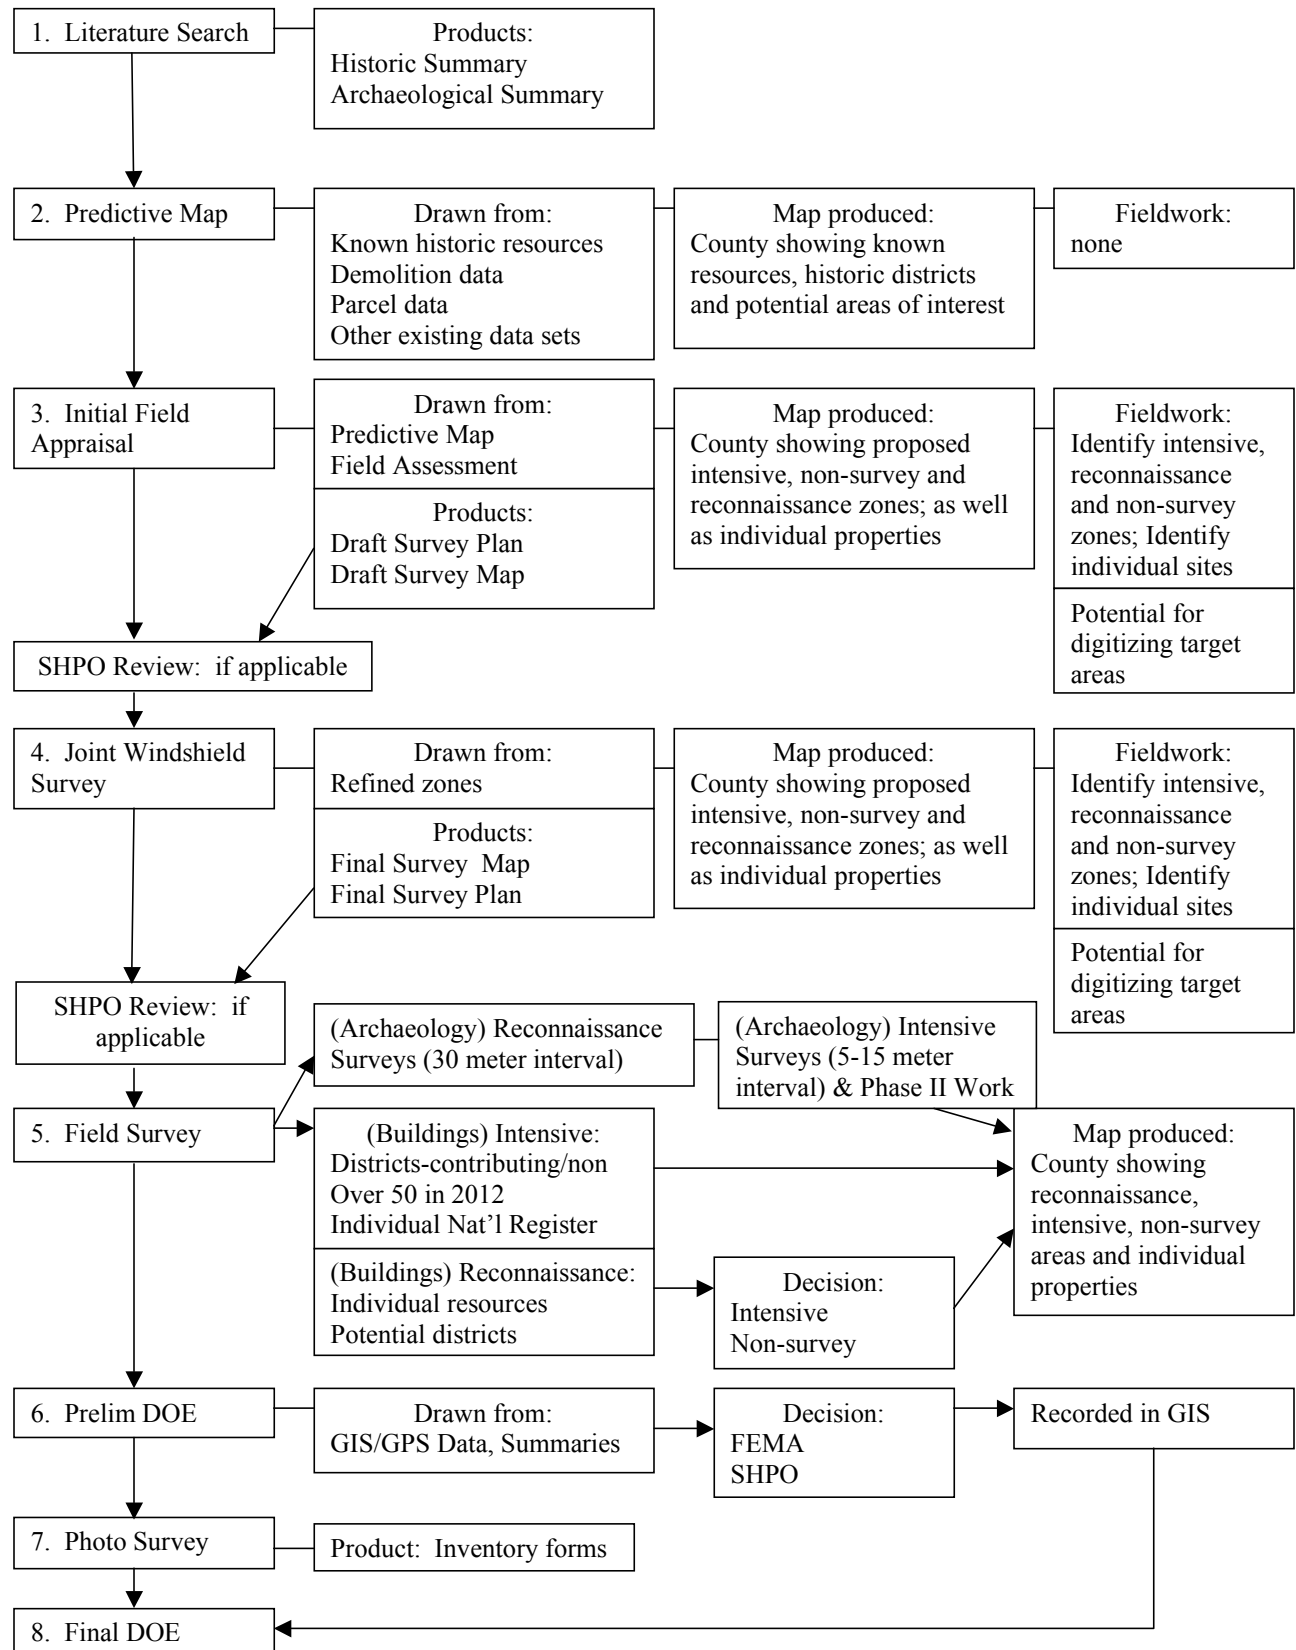 1. Literature Search
Products:
Historic Summary
Archaeological Summary
2. Predictive Map
Drawn from:
Known historic resources
Demolition data
Parcel data
Other existing data sets
Map produced:
County showing known
resources, historic districts
and potential areas of interest
Fieldwork:
none
3. Initial Field
Appraisal
Drawn from:
Predictive Map
Field Assessment
Products:
Draft Survey Plan
Draft Survey Map
Map produced:
County showing proposed
intensive, non-survey and
reconnaissance zones; as well
as individual properties
Fieldwork:
Identify intensive,
reconnaissance
and non-survey
zones; Identify
individual sites
Potential for
digitizing target
areas
SHPO Review: if applicable
4. Joint Windshield
Survey
Drawn from:
Refined zones
Products:
Final Survey Map
Final Survey Plan
Map produced:
County showing proposed
intensive, non-survey and
reconnaissance zones; as well
as individual properties
Fieldwork:
Identify intensive,
reconnaissance
and non-survey
zones; Identify
individual sites
Potential for
digitizing target
areas
SHPO Review: if
applicable
(Archaeology) Reconnaissance
Surveys (30 meter interval)
(Archaeology) Intensive
Surveys (5-15 meter
interval) & Phase II Work
5. Field Survey
(Buildings) Intensive:
Districts-contributing/non
Over 50 in 2012
Individual Nat’l Register
(Buildings) Reconnaissance:
Individual resources
Potential districts
Decision:
Intensive
Non-survey
Map produced:
County showing
reconnaissance,
intensive, non-survey
areas and individual
properties
6. Prelim DOE
Drawn from:
GIS/GPS Data, Summaries
Decision:
FEMA
SHPO
Recorded in GIS
7. Photo Survey
Product: Inventory forms
8. Final DOE